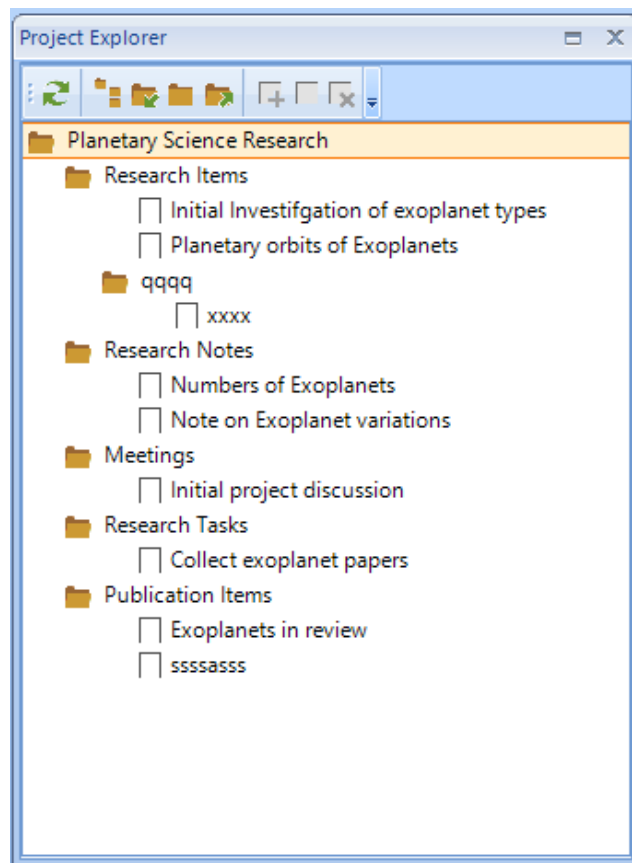 Project Explorer
Planetary Science Research
Research Items
Initial Investifgation of exoplanet types
Planetary orbits of Exoplanets
qqqq
xxxx
Research Notes
Numbers of Exoplanets
Note on Exoplanet variations
Meetings
Initial project discussion
Research Tasks
Collect exoplanet papers
Publication Items
Exoplanets in review
ssssasss